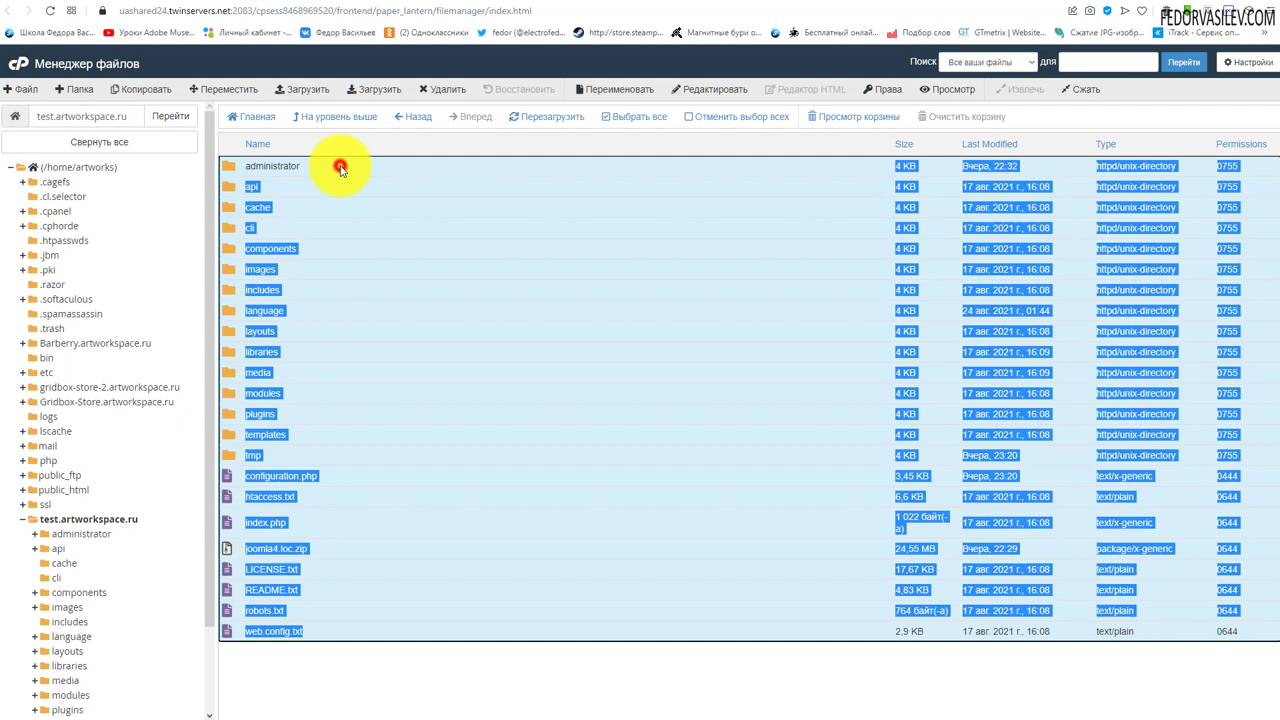 uashared24.twinservers.net:2083/cpsess8468969520/frontend/paper_lantern/filemanager/index.html
FEDORVASILEV.COM
Школа Федора Вас...
Уроки Adobe Muse...
Личный кабинет -...
Федор Васильев
(2) Одноклассники
fedor (@electrofed...
http://store.steamp...
Магнитные бури о...
Бесплатный онлай...
Подбор слов
GTmetrix | Website...
Сжатие JPG-изобр...
iTrack - Сервис оп...
cP Менеджер файлов
Поиск
Все ваши файлы
для
Перейти
Настройки
Файл
Папка
Копировать
Переместить
Загрузить
Загрузить
Удалить
Восстановить
Переименовать
Редактировать
Редактор HTML
Права
Просмотр
Извлечь
Сжать
test.artworkspace.ru
Перейти
Главная
На уровень выше
Назад
Вперед
Перезагрузить
Выбрать все
Отменить выбор всех
Просмотр корзины
Очистить корзину
Свернуть все
(/home/artworks)
.cagefs
.cl.selector
.cpanel
.cphorde
.htpasswds
.jbm
.pki
.razor
.softaculous
.spamassassin
.trash
Barberry.artworkspace.ru
bin
etc
gridbox-store-2.artworkspace.ru
Gridbox-Store.artworkspace.ru
logs
lscache
mail
php
public_ftp
public_html
ssl
test.artworkspace.ru
administrator
api
cache
cli
components
images
includes
language
layouts
libraries
media
modules
plugins
Name Size Last Modified Type Permissions
administrator 4 KB Вчера, 22:32 httpd/unix-directory 0755
api 4 KB 17 авг. 2021 г., 16:08 httpd/unix-directory 0755
cache 4 KB 17 авг. 2021 г., 16:08 httpd/unix-directory 0755
cli 4 KB 17 авг. 2021 г., 16:08 httpd/unix-directory 0755
components 4 KB 17 авг. 2021 г., 16:08 httpd/unix-directory 0755
images 4 KB 17 авг. 2021 г., 16:08 httpd/unix-directory 0755
includes 4 KB 17 авг. 2021 г., 16:08 httpd/unix-directory 0755
language 4 KB 24 авг. 2021 г., 01:44 httpd/unix-directory 0755
layouts 4 KB 17 авг. 2021 г., 16:08 httpd/unix-directory 0755
libraries 4 KB 17 авг. 2021 г., 16:09 httpd/unix-directory 0755
media 4 KB 17 авг. 2021 г., 16:09 httpd/unix-directory 0755
modules 4 KB 17 авг. 2021 г., 16:08 httpd/unix-directory 0755
plugins 4 KB 17 авг. 2021 г., 16:08 httpd/unix-directory 0755
templates 4 KB 17 авг. 2021 г., 16:08 httpd/unix-directory 0755
tmp 4 KB Вчера, 23:20 httpd/unix-directory 0755
configuration.php 3,45 KB Вчера, 23:20 text/x-generic 0444
htaccess.txt 6,6 KB 17 авг. 2021 г., 16:08 text/plain 0644
index.php 1 022 байт(-а) 17 авг. 2021 г., 16:08 text/x-generic 0644
joomla4.loc.zip 24,55 MB Вчера, 22:29 package/x-generic 0644
LICENSE.txt 17,67 KB 17 авг. 2021 г., 16:08 text/plain 0644
README.txt 4,83 KB 17 авг. 2021 г., 16:08 text/plain 0644
robots.txt 764 байт(-а) 17 авг. 2021 г., 16:08 text/plain 0644
web.config.txt 2,9 KB 17 авг. 2021 г., 16:08 text/plain 0644